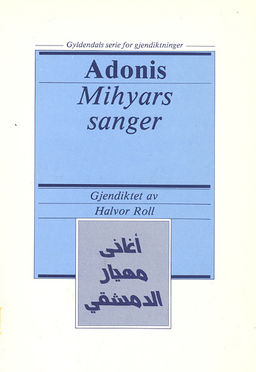 Gyldendals serie for gjendiktninger
Adonis
Mihyars
sanger
Gjendiktet av
Halvor Roll
أغاني
مهيار
الدمشقي